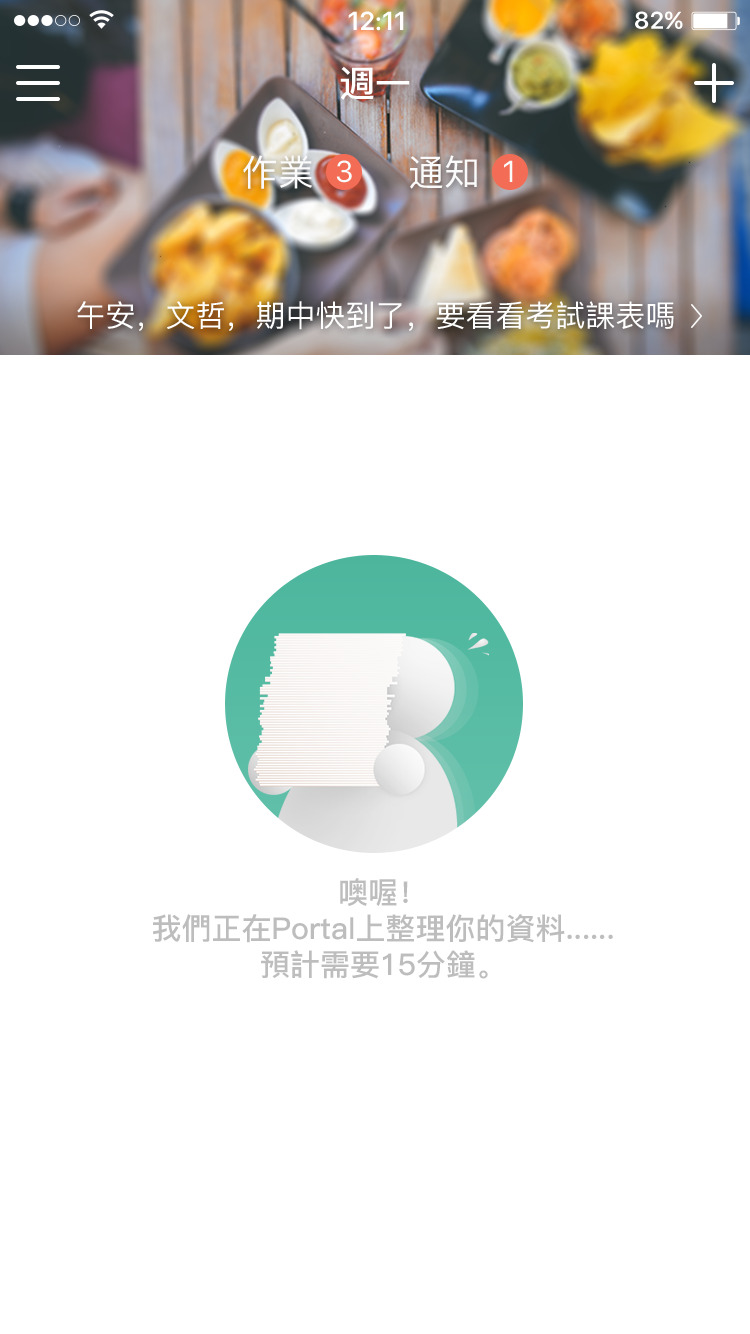 12:11
82%
週一
作業 3
通知 1
午安，文哲，期中快到了，要看看考試課表嗎
噢喔！
我們正在Portal上整理你的資料......
預計需要15分鐘。